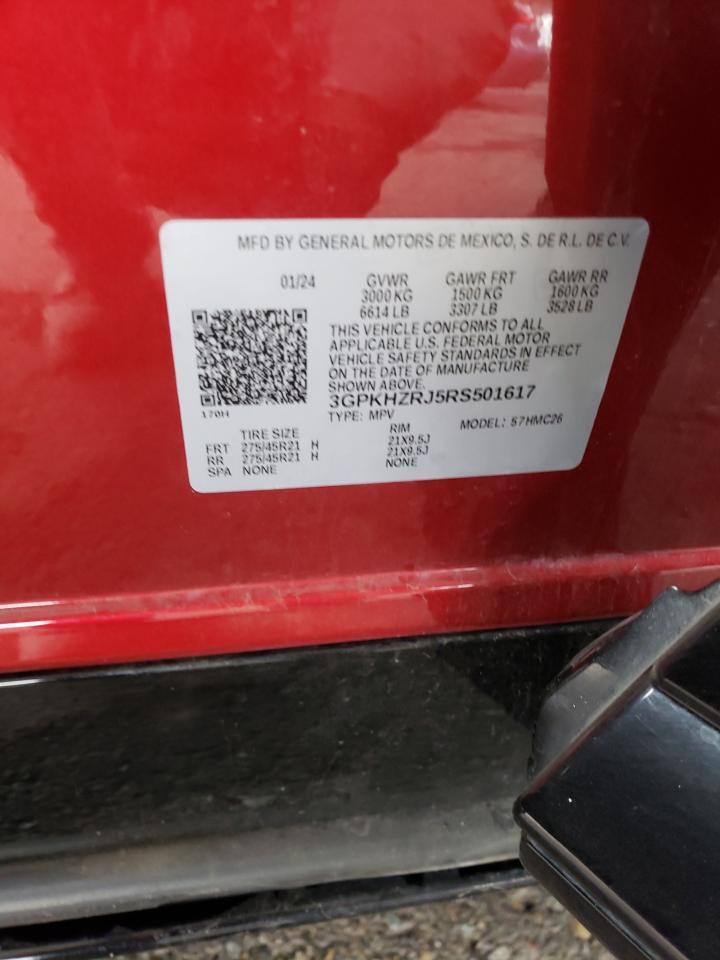 MFD BY GENERAL MOTORS DE MEXICO, S. DE R.L. DE C.V.
01/24 GVWR GAWR FRT GAWR RR
3000 KG 1500 KG 1600 KG
6614 LB 3307 LB 3528 LB
THIS VEHICLE CONFORMS TO ALL
APPLICABLE U.S. FEDERAL MOTOR
VEHICLE SAFETY STANDARDS IN EFFECT
ON THE DATE OF MANUFACTURE
SHOWN ABOVE.
170H 3GPKHZRJ5RS501617
TYPE: MPV MODEL: 57HMC26
TIRE SIZE RIM
FRT 275/45R21 H 21X9.5J
RR 275/45R21 H 21X9.5J
SPA NONE NONE